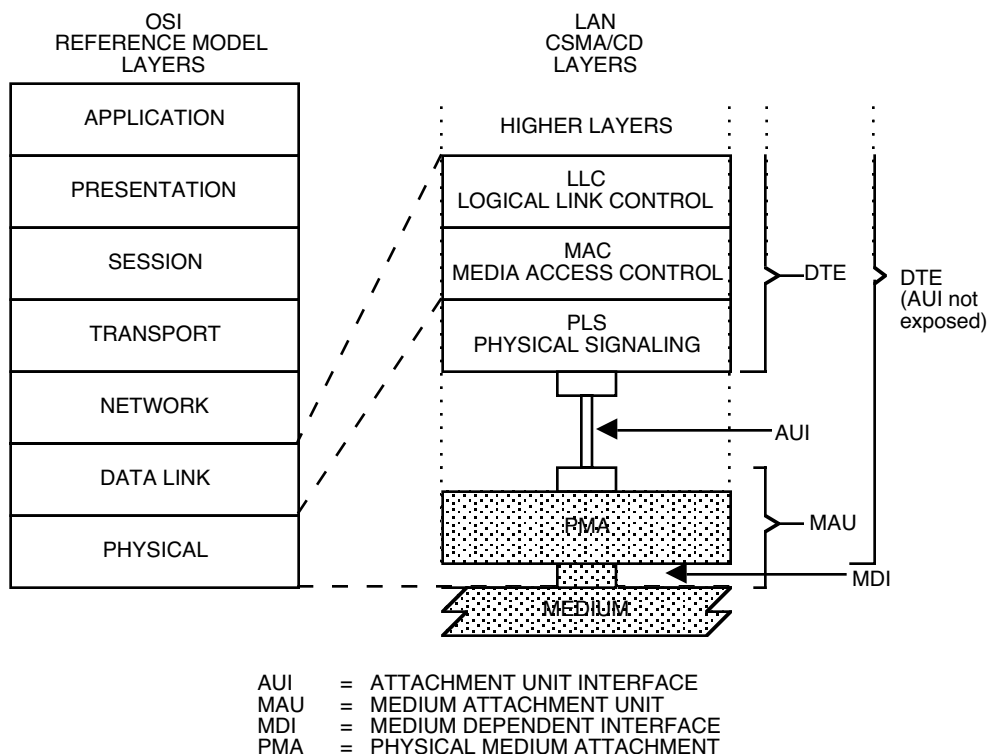 OSI
REFERENCE MODEL
LAYERS
APPLICATION
PRESENTATION
SESSION
TRANSPORT
NETWORK
DATA LINK
PHYSICAL
LAN
CSMA/CD
LAYERS
HIGHER LAYERS
LLC
LOGICAL LINK CONTROL
MAC
MEDIA ACCESS CONTROL
PLS
PHYSICAL SIGNALING
DTE
DTE
(AUI not
exposed)
AUI
PMA
MAU
MDI
MEDIUM
AUI = ATTACHMENT UNIT INTERFACE
MAU = MEDIUM ATTACHMENT UNIT
MDI = MEDIUM DEPENDENT INTERFACE
PMA = PHYSICAL MEDIUM ATTACHMENT